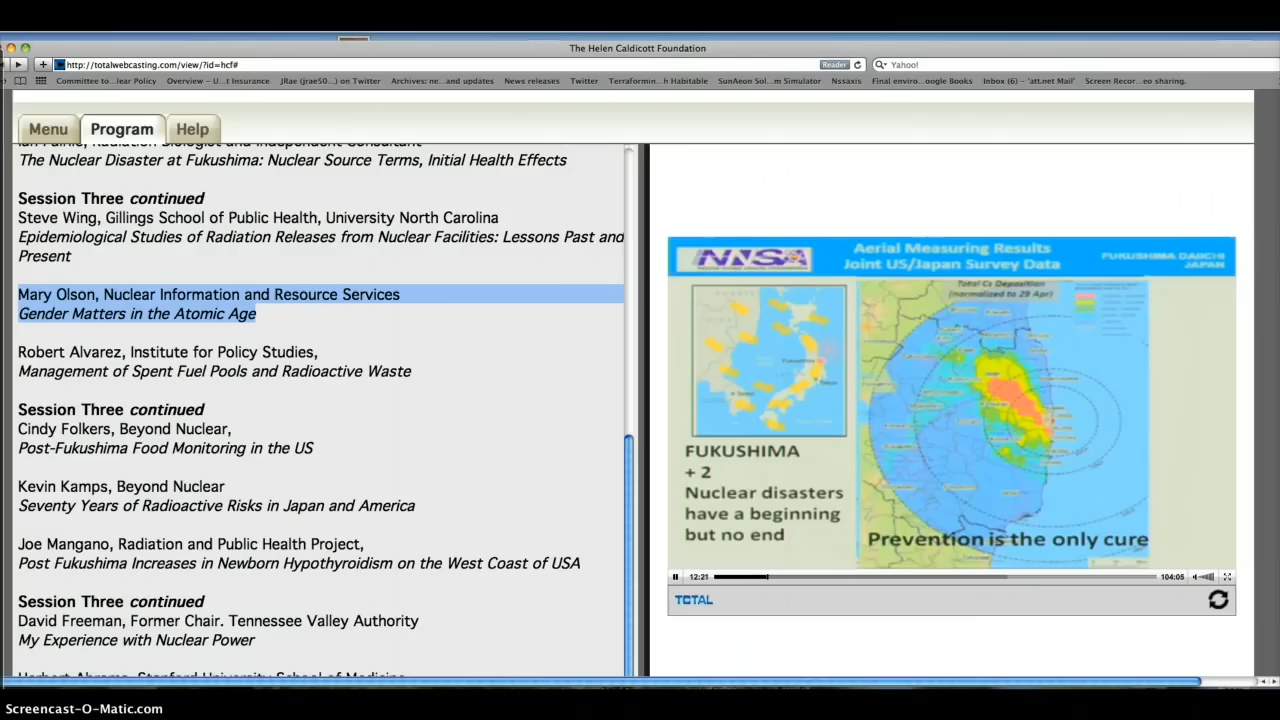 The Helen Caldicott Foundation
http://totalwebcasting.com/view/?id=hcf#
Reader
Yahoo!
Committee to...lear Policy
Overview - U...t Insurance
JRae (jrae50...) on Twitter
Archives: ne...and updates
News releases
Twitter
Terraformin...h Habitable
SunAeon Sol...m Simulator
Nssaxis
Final enviro...oogle Books
Inbox (6) - 'att.net Mail'
Screen Recor...eo sharing.
Menu
Program
Help
The Nuclear Disaster at Fukushima: Nuclear Source Terms, Initial Health Effects
Session Three continued
Steve Wing, Gillings School of Public Health, University North Carolina
Epidemiological Studies of Radiation Releases from Nuclear Facilities: Lessons Past and
Present
Mary Olson, Nuclear Information and Resource Services
Gender Matters in the Atomic Age
Robert Alvarez, Institute for Policy Studies,
Management of Spent Fuel Pools and Radioactive Waste
Session Three continued
Cindy Folkers, Beyond Nuclear,
Post-Fukushima Food Monitoring in the US
Kevin Kamps, Beyond Nuclear
Seventy Years of Radioactive Risks in Japan and America
Joe Mangano, Radiation and Public Health Project,
Post Fukushima Increases in Newborn Hypothyroidism on the West Coast of USA
Session Three continued
David Freeman, Former Chair. Tennessee Valley Authority
My Experience with Nuclear Power
NNSA
Aerial Measuring Results
Joint US/Japan Survey Data
FUKUSHIMA DAIICHI
JAPAN
Total Cs Deposition
(normalized to 29 Apr)
FUKUSHIMA
+ 2
Nuclear disasters
have a beginning
but no end
Prevention is the only cure
12:21
104:05
TOTAL
Screencast-O-Matic.com